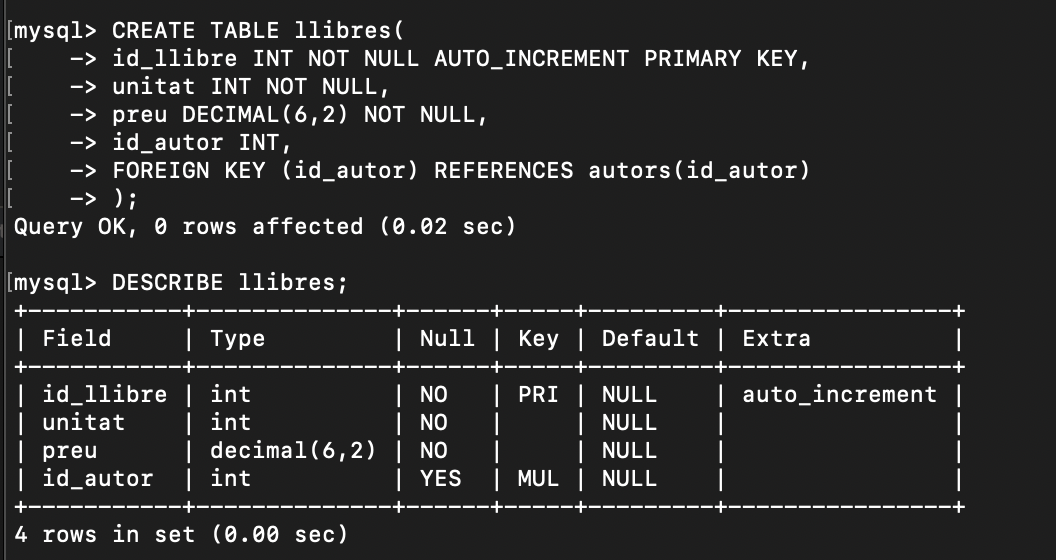 [mysql> CREATE TABLE llibres(
[    -> id_llibre INT NOT NULL AUTO_INCREMENT PRIMARY KEY,
[    -> unitat INT NOT NULL,
[    -> preu DECIMAL(6,2) NOT NULL,
[    -> id_autor INT,
[    -> FOREIGN KEY (id_autor) REFERENCES autors(id_autor)
[    -> );
Query OK, 0 rows affected (0.02 sec)

[mysql> DESCRIBE llibres;
+-----------+--------------+------+-----+---------+----------------+
| Field     | Type         | Null | Key | Default | Extra          |
+-----------+--------------+------+-----+---------+----------------+
| id_llibre | int          | NO   | PRI | NULL    | auto_increment |
| unitat    | int          | NO   |     | NULL    |                |
| preu      | decimal(6,2) | NO   |     | NULL    |                |
| id_autor  | int          | YES  | MUL | NULL    |                |
+-----------+--------------+------+-----+---------+----------------+
4 rows in set (0.00 sec)